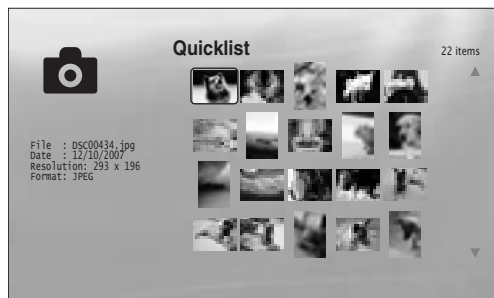 Quicklist
22 items
File : DSC00434.jpg
Date : 12/10/2007
Resolution: 293 x 196
Format: JPEG